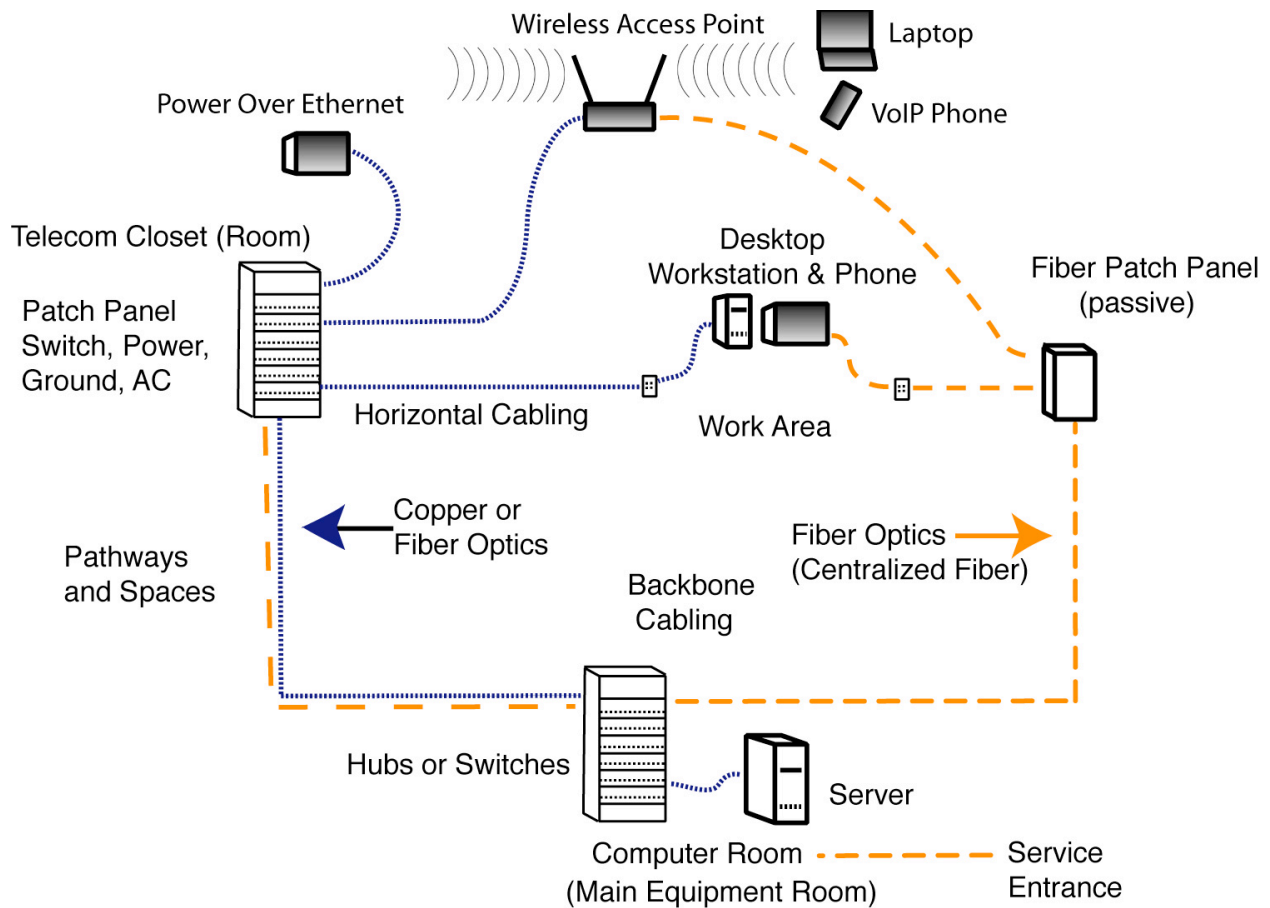 Wireless Access Point
Laptop
VoIP Phone
Power Over Ethernet
Telecom Closet (Room)
Patch Panel
Switch, Power,
Ground, AC
Desktop
Workstation & Phone
Fiber Patch Panel
(passive)
Horizontal Cabling
Work Area
Copper or
Fiber Optics
Fiber Optics
(Centralized Fiber)
Pathways
and Spaces
Backbone
Cabling
Hubs or Switches
Server
Computer Room
(Main Equipment Room)
Service
Entrance